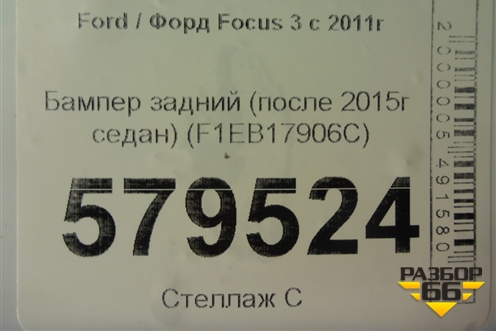 Ford / Форд Focus 3 с 2011г
Бампер задний (после 2015г
седан) (F1EB17906C)
579524
Стеллаж С
2000005491580
РАЗБОР
66